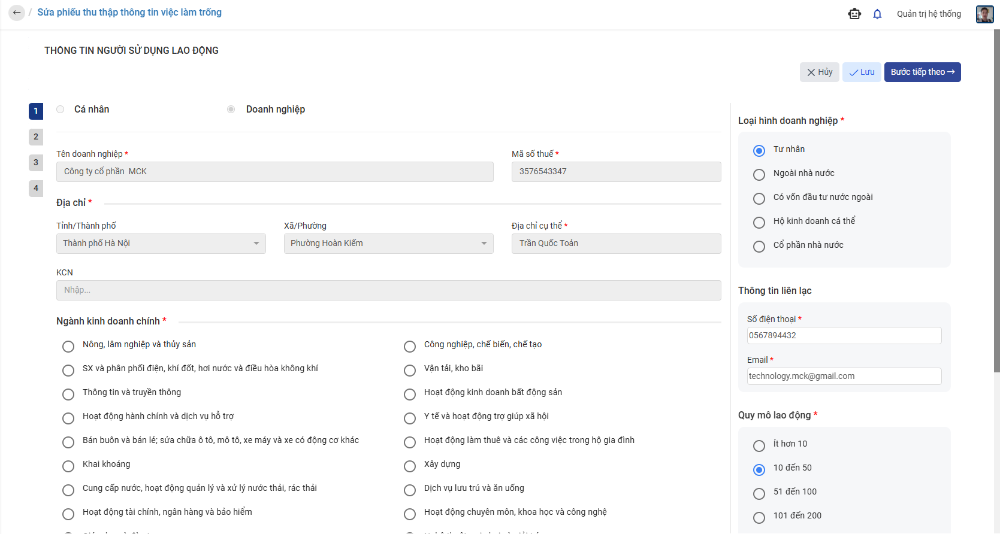 / Sửa phiếu thu thập thông tin việc làm trống
Quản trị hệ thống
THÔNG TIN NGƯỜI SỬ DỤNG LAO ĐỘNG
Hủy
Lưu
Bước tiếp theo
1
2
3
4
Cá nhân
Doanh nghiệp
Tên doanh nghiệp *
Công ty cổ phần MCK
Mã số thuế *
3576543347
Địa chỉ *
Tỉnh/Thành phố
Thành phố Hà Nội
Xã/Phường
Phường Hoàn Kiếm
Địa chỉ cụ thể *
Trần Quốc Toản
KCN
Nhập...
Ngành kinh doanh chính *
Nông, lâm nghiệp và thủy sản
Công nghiệp, chế biến, chế tạo
SX và phân phối điện, khí đốt, hơi nước và điều hòa không khí
Vận tải, kho bãi
Thông tin và truyền thông
Hoạt động kinh doanh bất động sản
Hoạt động hành chính và dịch vụ hỗ trợ
Y tế và hoạt động trợ giúp xã hội
Bán buôn và bán lẻ; sửa chữa ô tô, mô tô, xe máy và xe có động cơ khác
Hoạt động làm thuê và các công việc trong hộ gia đình
Khai khoáng
Xây dựng
Cung cấp nước, hoạt động quản lý và xử lý nước thải, rác thải
Dịch vụ lưu trú và ăn uống
Hoạt động tài chính, ngân hàng và bảo hiểm
Hoạt động chuyên môn, khoa học và công nghệ
Loại hình doanh nghiệp *
Tư nhân
Ngoài nhà nước
Có vốn đầu tư nước ngoài
Hộ kinh doanh cá thể
Cổ phần nhà nước
Thông tin liên lạc
Số điện thoại *
0567894432
Email *
technology.mck@gmail.com
Quy mô lao động *
Ít hơn 10
10 đến 50
51 đến 100
101 đến 200